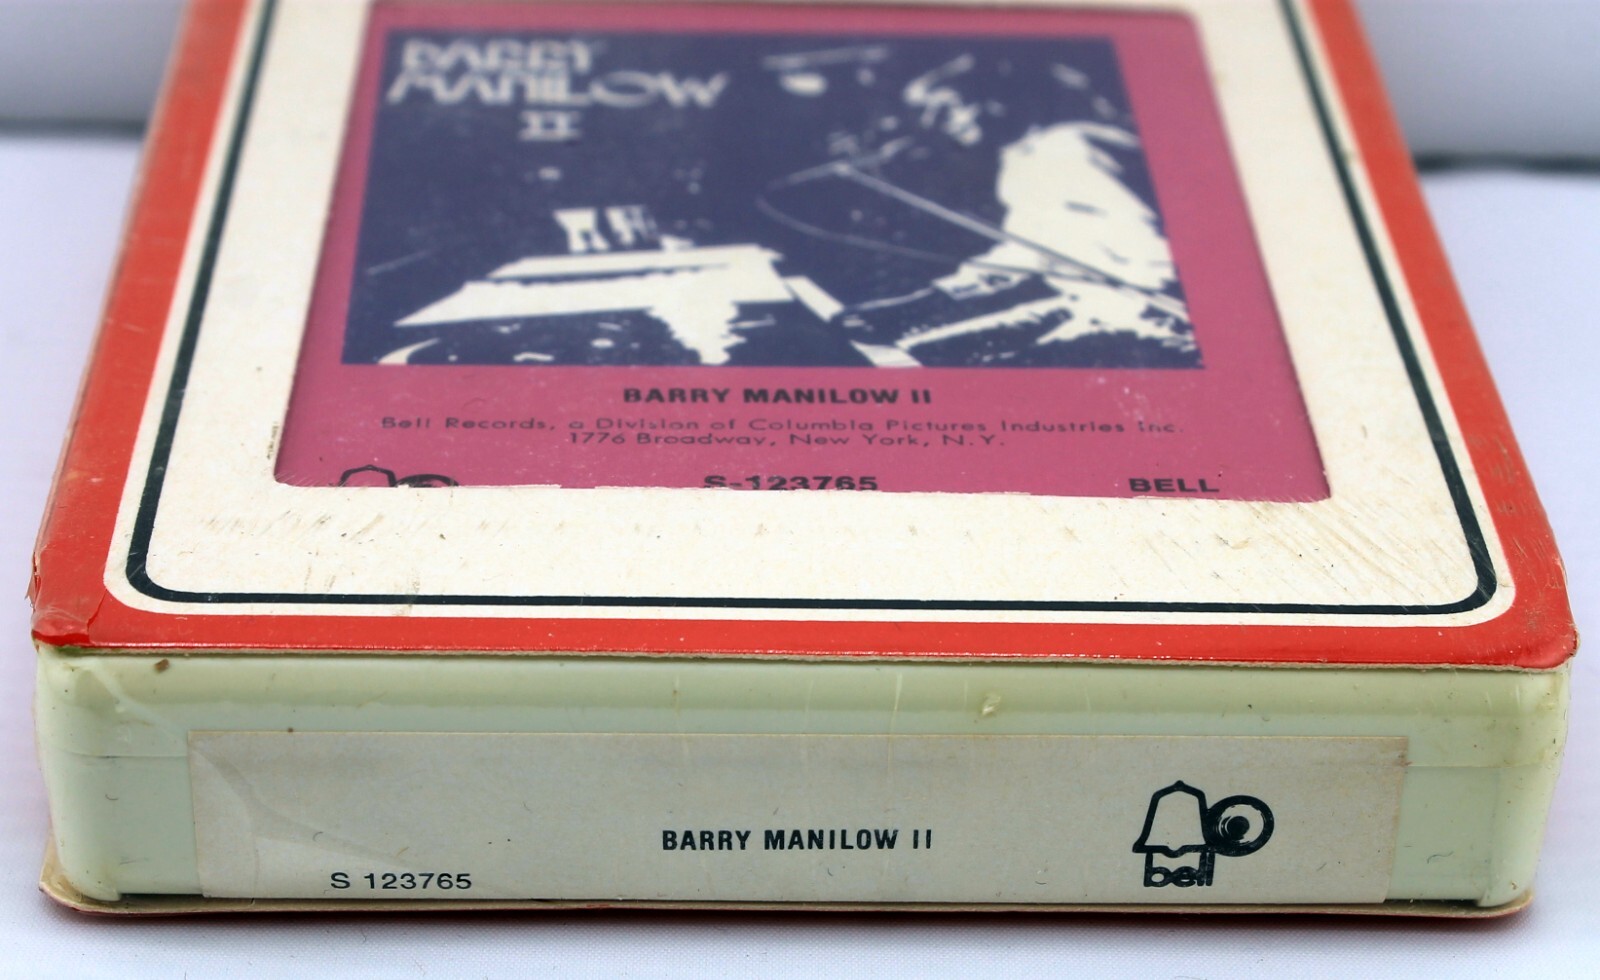 BARRY
MANILOW
II
BARRY MANILOW II
Bell Records, a Division of Columbia Pictures Industries Inc.
1776 Broadway, New York, N.Y.
S-123765 BELL
BARRY MANILOW II
S 123765
bell